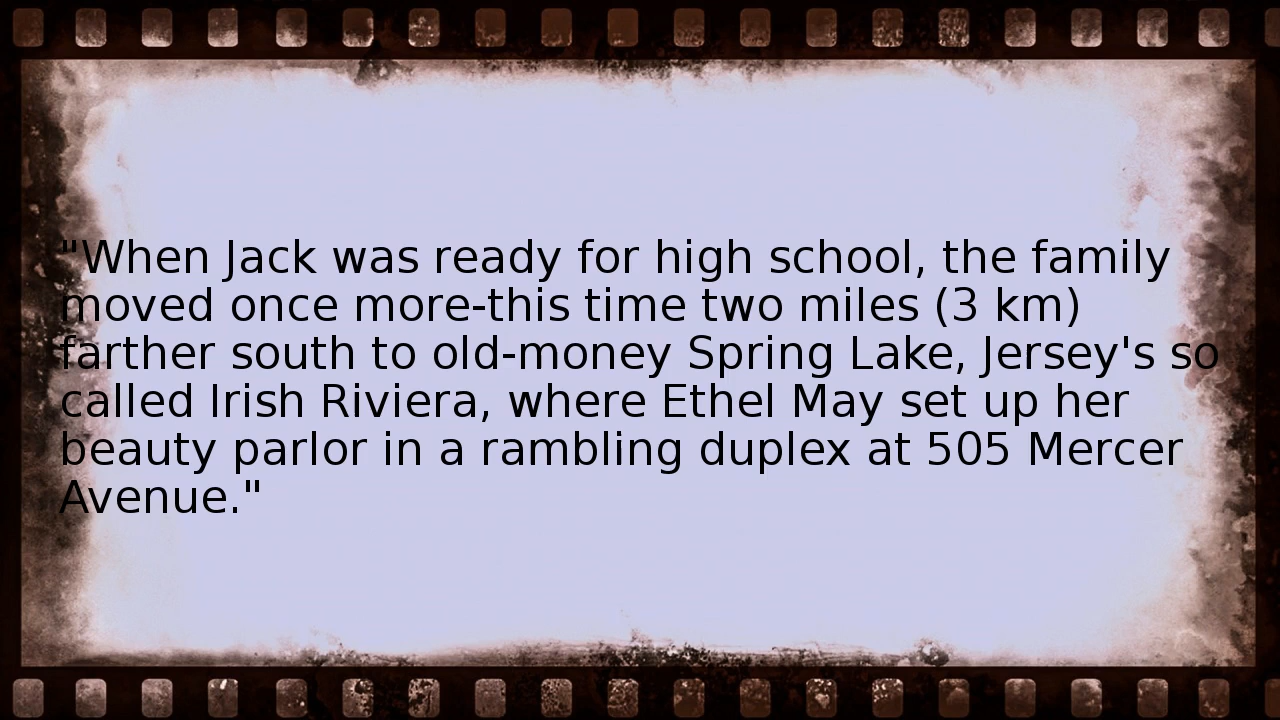 "When Jack was ready for high school, the family
moved once more-this time two miles (3 km)
farther south to old-money Spring Lake, Jersey's so
called Irish Riviera, where Ethel May set up her
beauty parlor in a rambling duplex at 505 Mercer
Avenue."